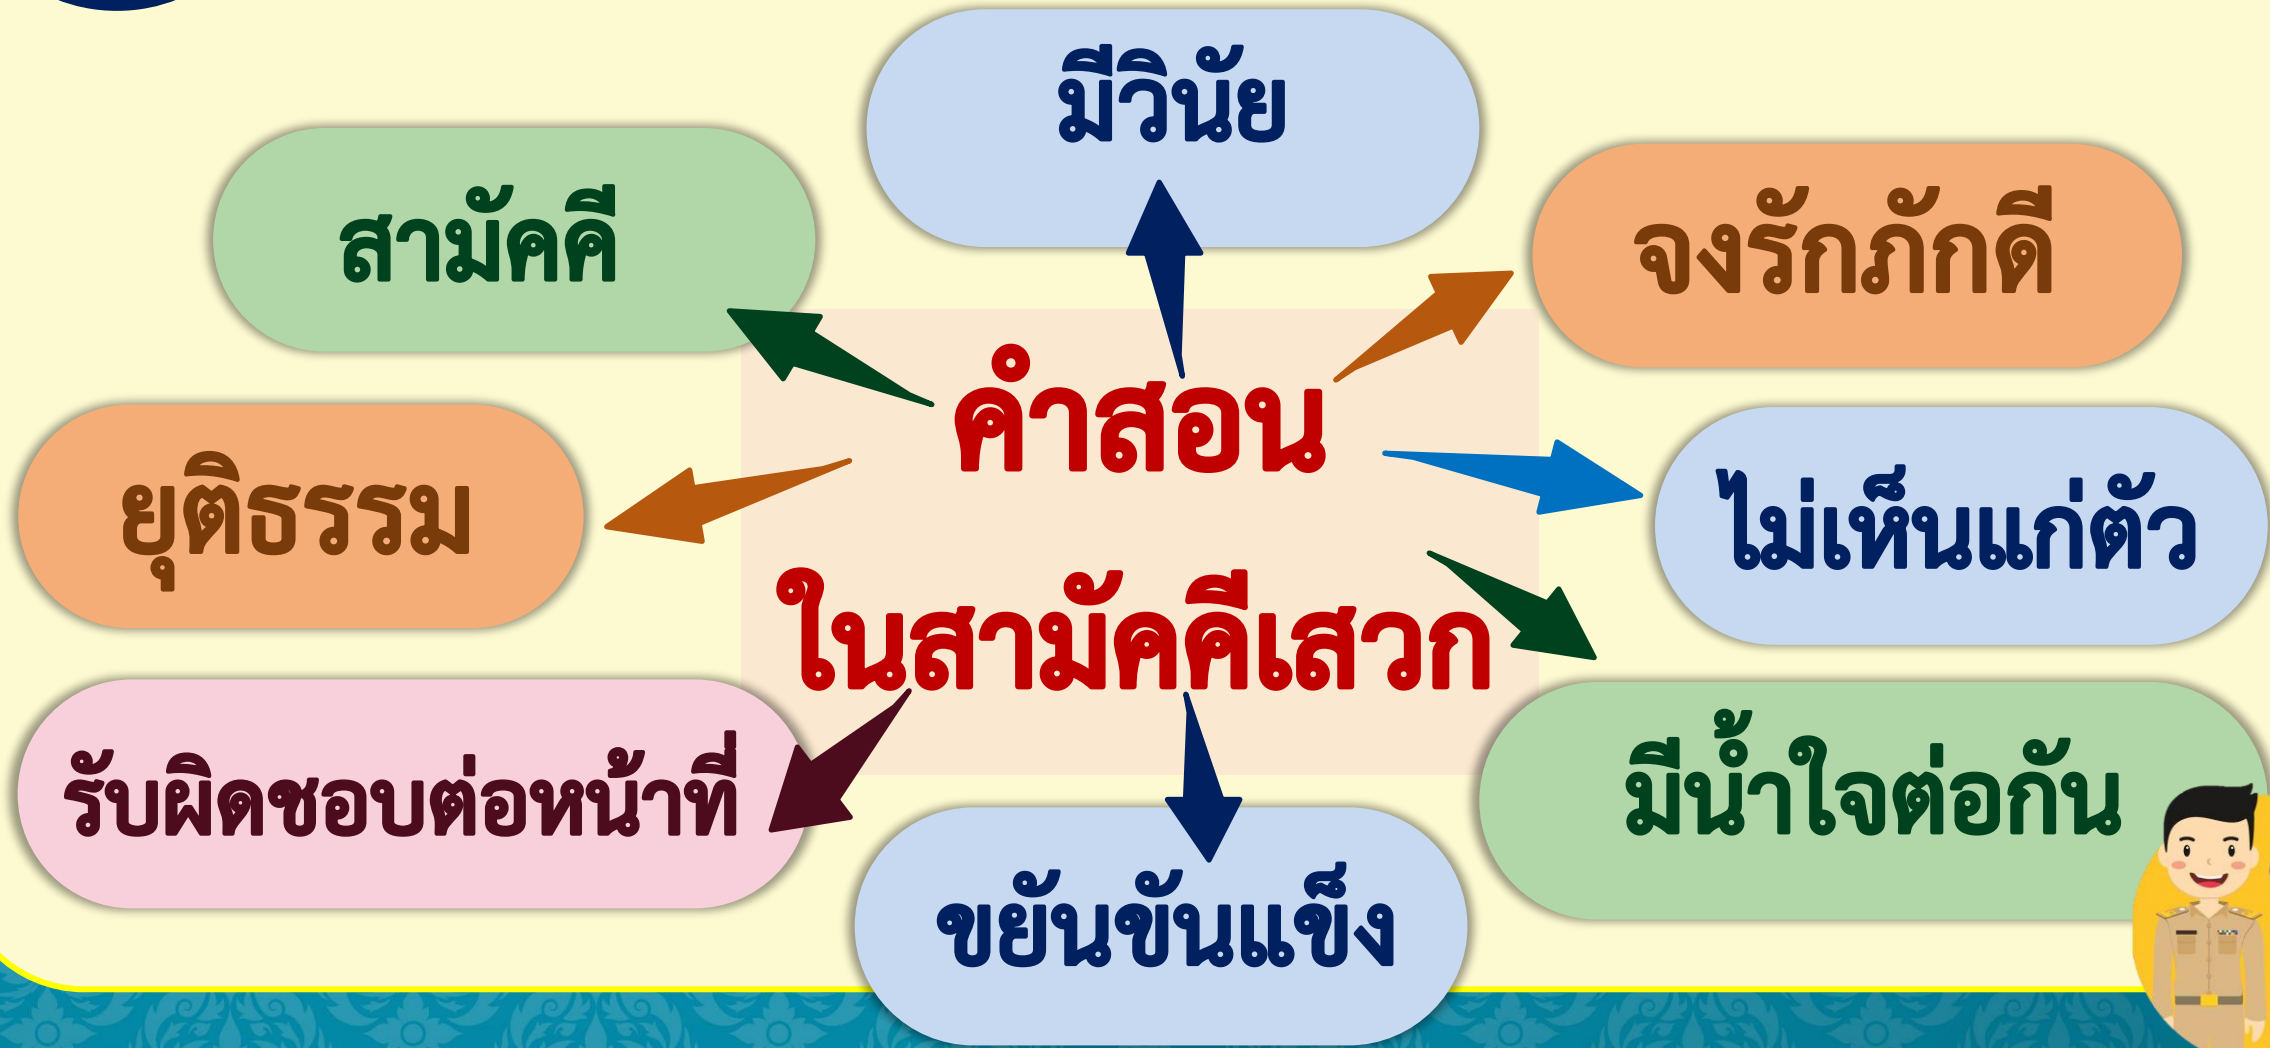 มีวินัย
สามัคคี
จงรักภักดี
คำสอน
ในสามัคคีเสวก
ยุติธรรม
ไม่เห็นแก่ตัว
รับผิดชอบต่อหน้าที่
มีน้ำใจต่อกัน
ขยันขันแข็ง